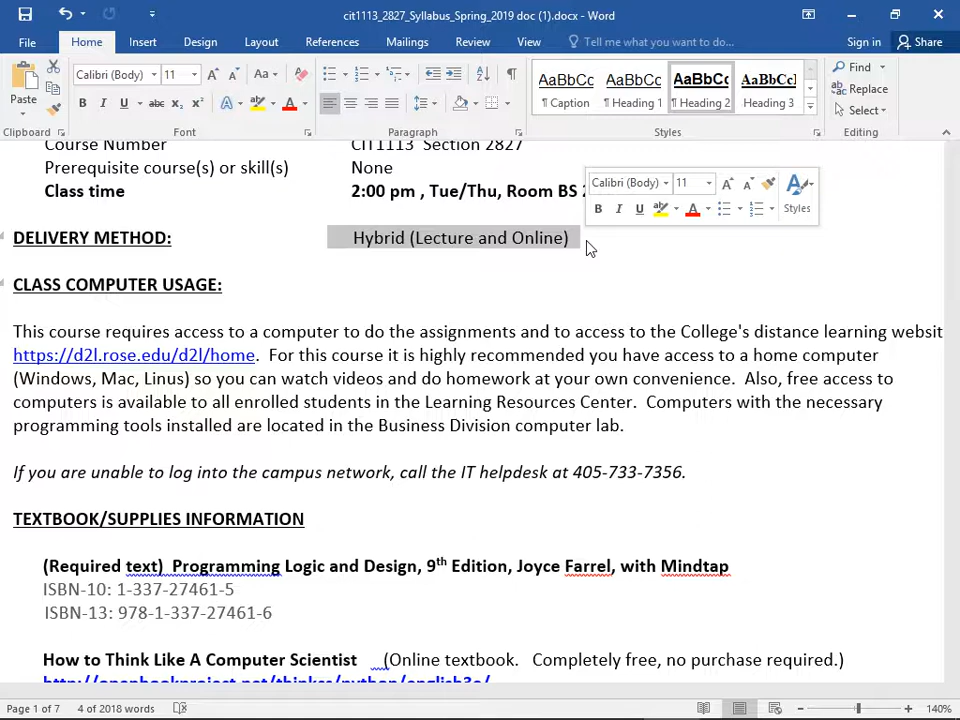 cit1113_2827_Syllabus_Spring_2019 doc (1).docx - Word
File Home Insert Design Layout References Mailings Review View Tell me what you want to do... Sign in Share
Paste Calibri (Body) 11 Aa AaBbCc AaBbCc AaBbCc AaBbCc Find
B I U abc x₂ x² A A ¶ Caption ¶ Heading 1 ¶ Heading 2 Heading 3 Replace
Select
Clipboard Font Paragraph Styles Editing
Course Number CIT1113 Section 2827
Prerequisite course(s) or skill(s) None
Class time 2:00 pm , Tue/Thu, Room BS 2
Calibri (Body) 11
B I U A Styles
DELIVERY METHOD: Hybrid (Lecture and Online)
CLASS COMPUTER USAGE:
This course requires access to a computer to do the assignments and to access to the College's distance learning websit
https://d2l.rose.edu/d2l/home. For this course it is highly recommended you have access to a home computer
(Windows, Mac, Linus) so you can watch videos and do homework at your own convenience. Also, free access to
computers is available to all enrolled students in the Learning Resources Center. Computers with the necessary
programming tools installed are located in the Business Division computer lab.
If you are unable to log into the campus network, call the IT helpdesk at 405-733-7356.
TEXTBOOK/SUPPLIES INFORMATION
(Required text) Programming Logic and Design, 9th Edition, Joyce Farrel, with Mindtap
ISBN-10: 1-337-27461-5
ISBN-13: 978-1-337-27461-6
How to Think Like A Computer Scientist (Online textbook. Completely free, no purchase required.)
http://openbookproject.net/thinkcs/python/english3e/
Page 1 of 7 4 of 2018 words 140%